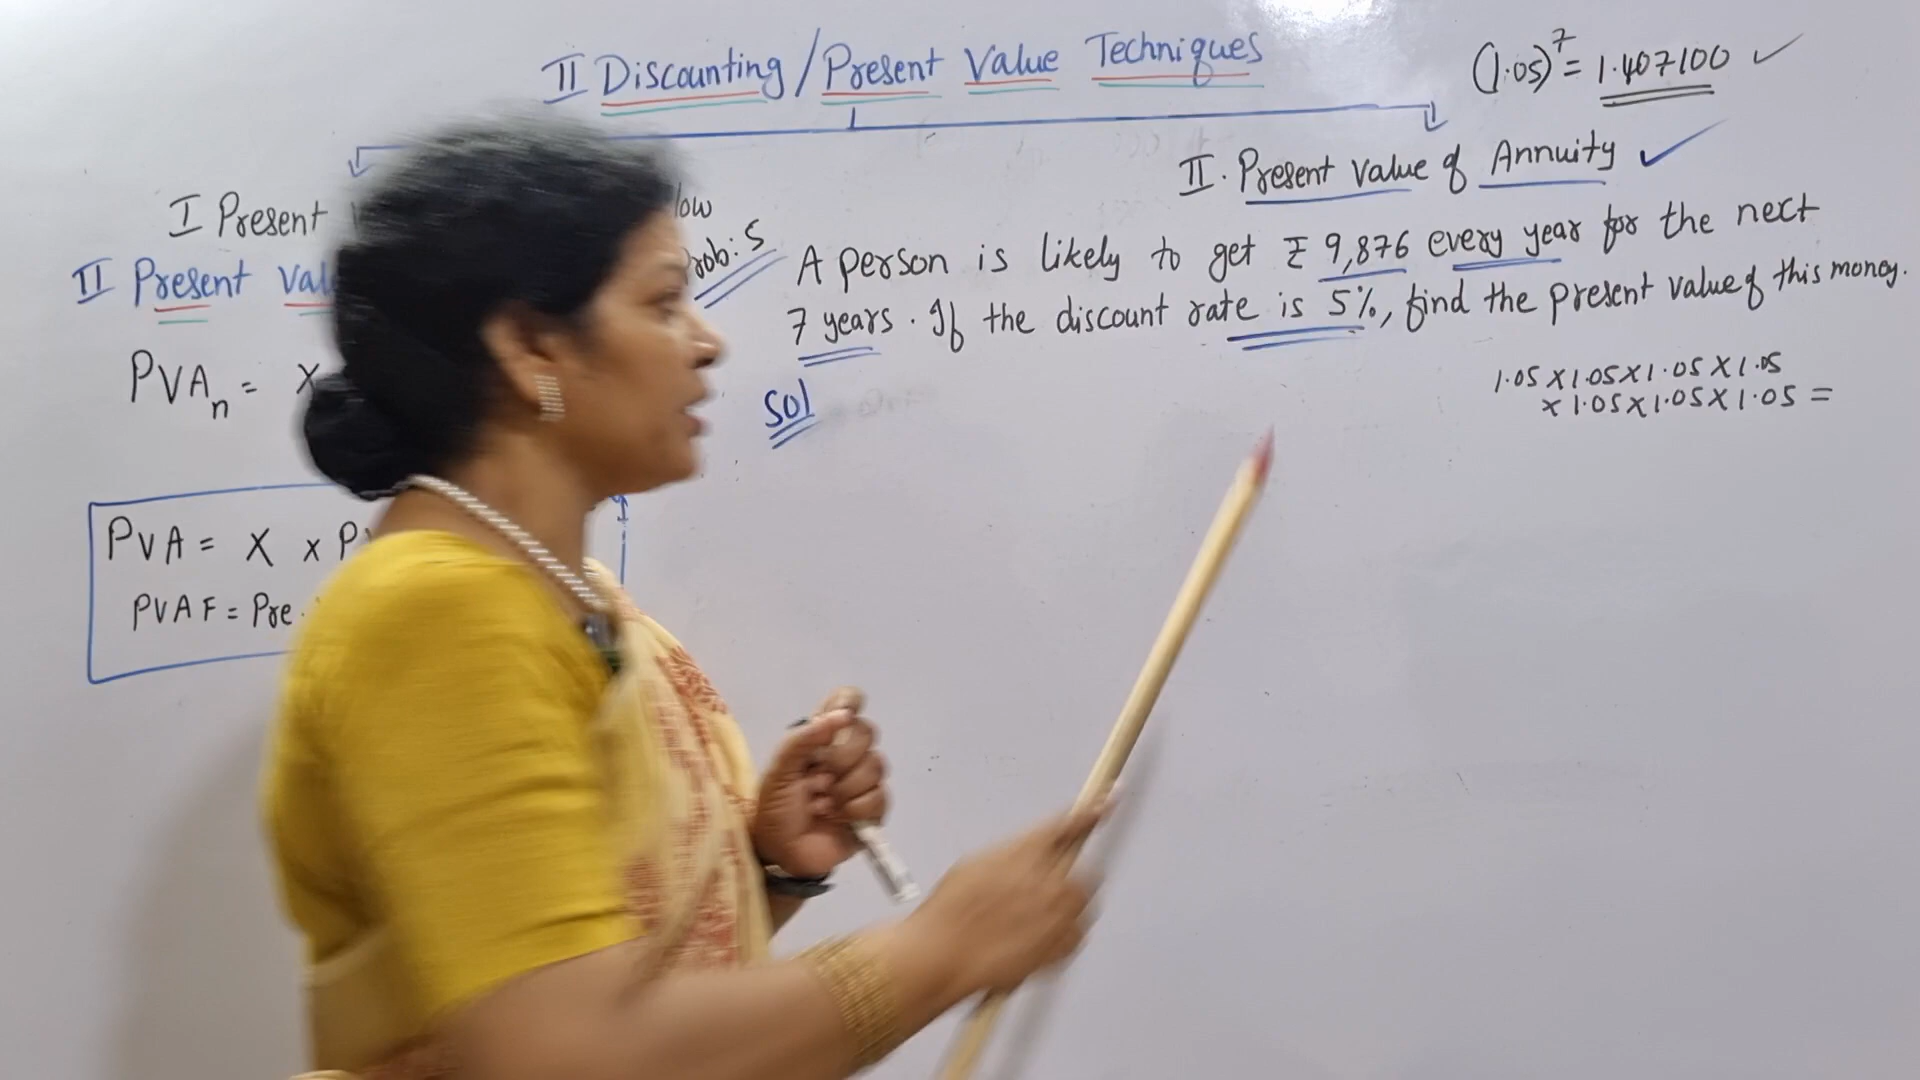 II Discounting / Present Value Techniques
(1.05)⁷ = 1.407100 ✓
I Present
low
II. Present Value of Annuity ✓
II Present Val
Prob: 5
A person is likely to get ₹ 9,876 every year for the next
7 years. If the discount rate is 5%, find the present value of this money.
Sol
1.05 X 1.05 X 1.05 X 1.05
X 1.05 X 1.05 X 1.05 =
PVAn = X
PVA = X x P
PVAF = Pre.